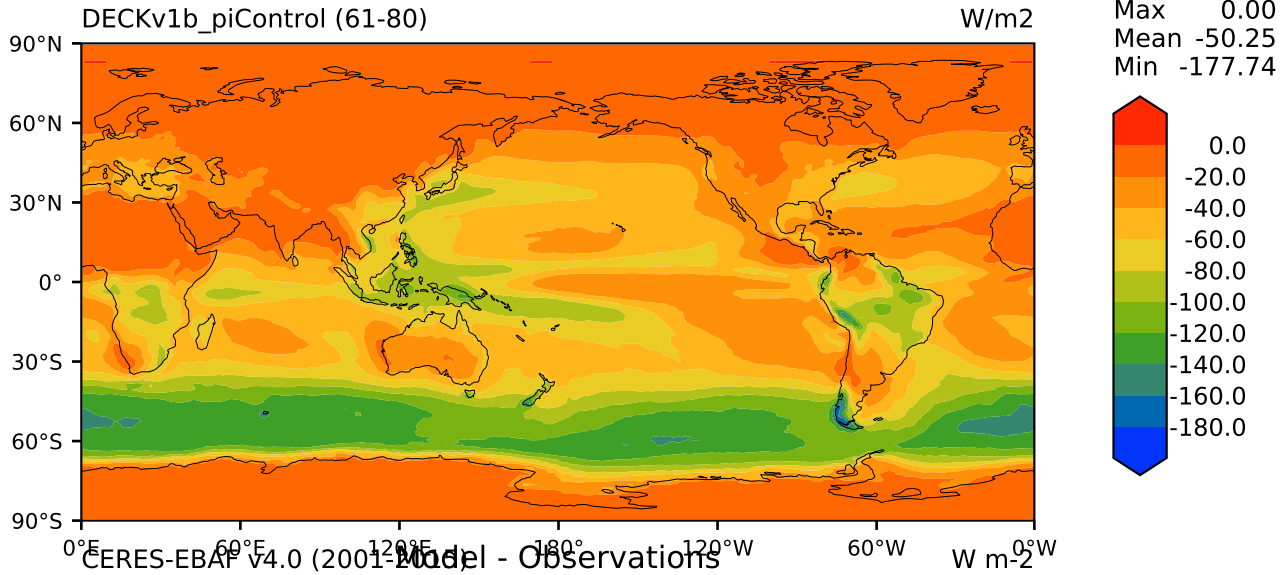 DECKv1b_piControl (61-80) W/m2
Max 0.00
Mean -50.25
Min -177.74
90°N
60°N
30°N
0°
30°S
60°S
90°S
0.0
-20.0
-40.0
-60.0
-80.0
-100.0
-120.0
-140.0
-160.0
-180.0
0°E 60°E 120°E 180° 120°W 60°W 0°W
CERES-EBAF v4.0 (2001- Model - Observations W m-2